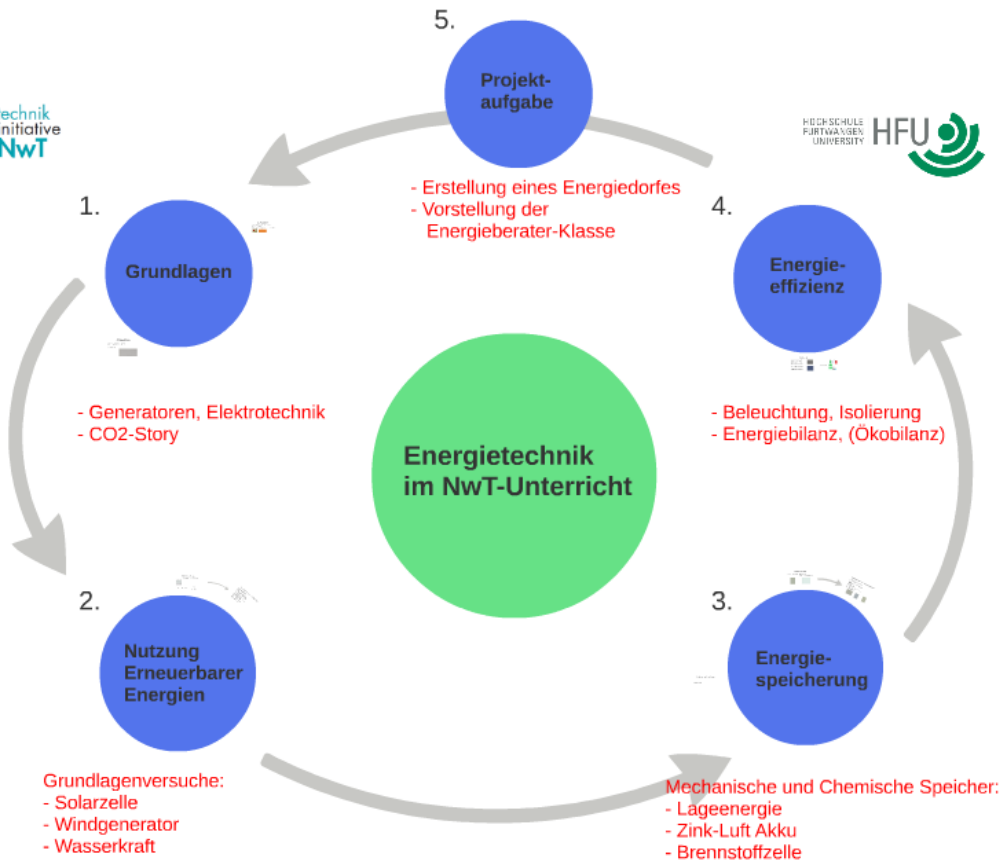 5.
Projekt-
aufgabe
technik
initiative
NwT
HOCHSCHULE
FURTWANGEN
UNIVERSITY
HFU
- Erstellung eines Energiedorfes
- Vorstellung der
Energieberater-Klasse
1.
Grundlagen
4.
Energie-
effizienz
- Generatoren, Elektrotechnik
- CO2-Story
- Beleuchtung, Isolierung
- Energiebilanz, (Ökobilanz)
Energietechnik
im NwT-Unterricht
2.
Nutzung
Erneuerbarer
Energien
3.
Energie-
speicherung
Grundlagenversuche:
- Solarzelle
- Windgenerator
- Wasserkraft
Mechanische und Chemische Speicher:
- Lageenergie
- Zink-Luft Akku
- Brennstoffzelle